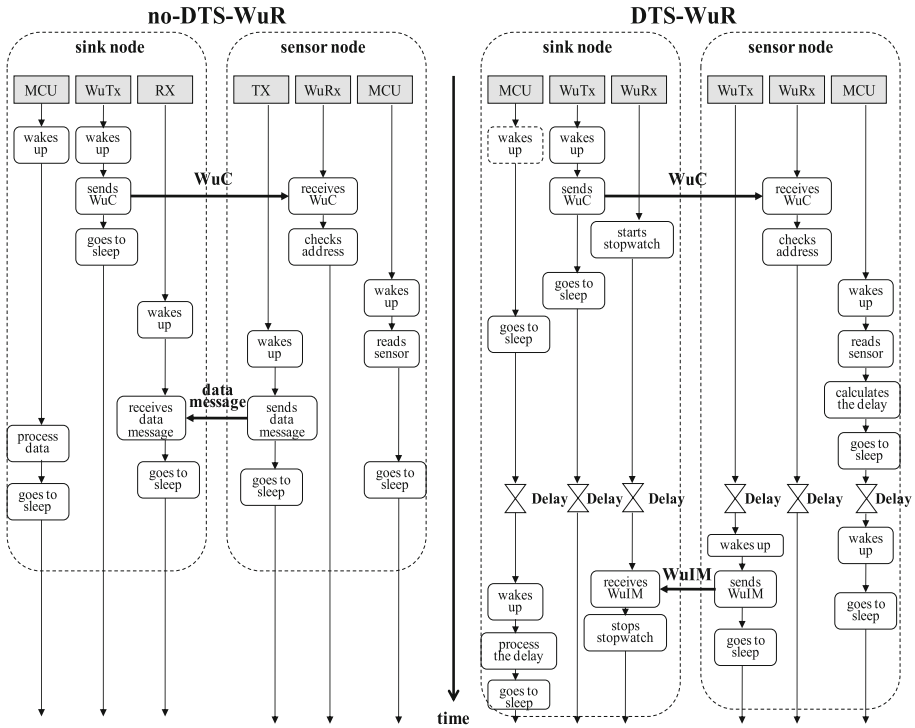 no-DTS-WuR
sink node
sensor node
MCU
WuTx
RX
TX
WuRx
MCU
wakes
up
wakes
up
sends
WuC
WuC
receives
WuC
goes to
sleep
checks
address
wakes
up
wakes
up
wakes
up
reads
sensor
receives
data
message
data
message
sends
data
message
process
data
goes to
sleep
goes to
sleep
goes to
sleep
goes to
sleep
DTS-WuR
sink node
sensor node
MCU
WuTx
WuRx
WuTx
WuRx
MCU
wakes
up
wakes
up
sends
WuC
WuC
receives
WuC
starts
stopwatch
checks
address
goes to
sleep
wakes
up
goes to
sleep
reads
sensor
calculates
the delay
goes to
sleep
Delay
Delay
Delay
Delay
Delay
wakes up
wakes
up
receives
WuIM
WuIM
sends
WuIM
wakes
up
goes to
sleep
stops
stopwatch
goes to
sleep
process
the delay
goes to
sleep
time